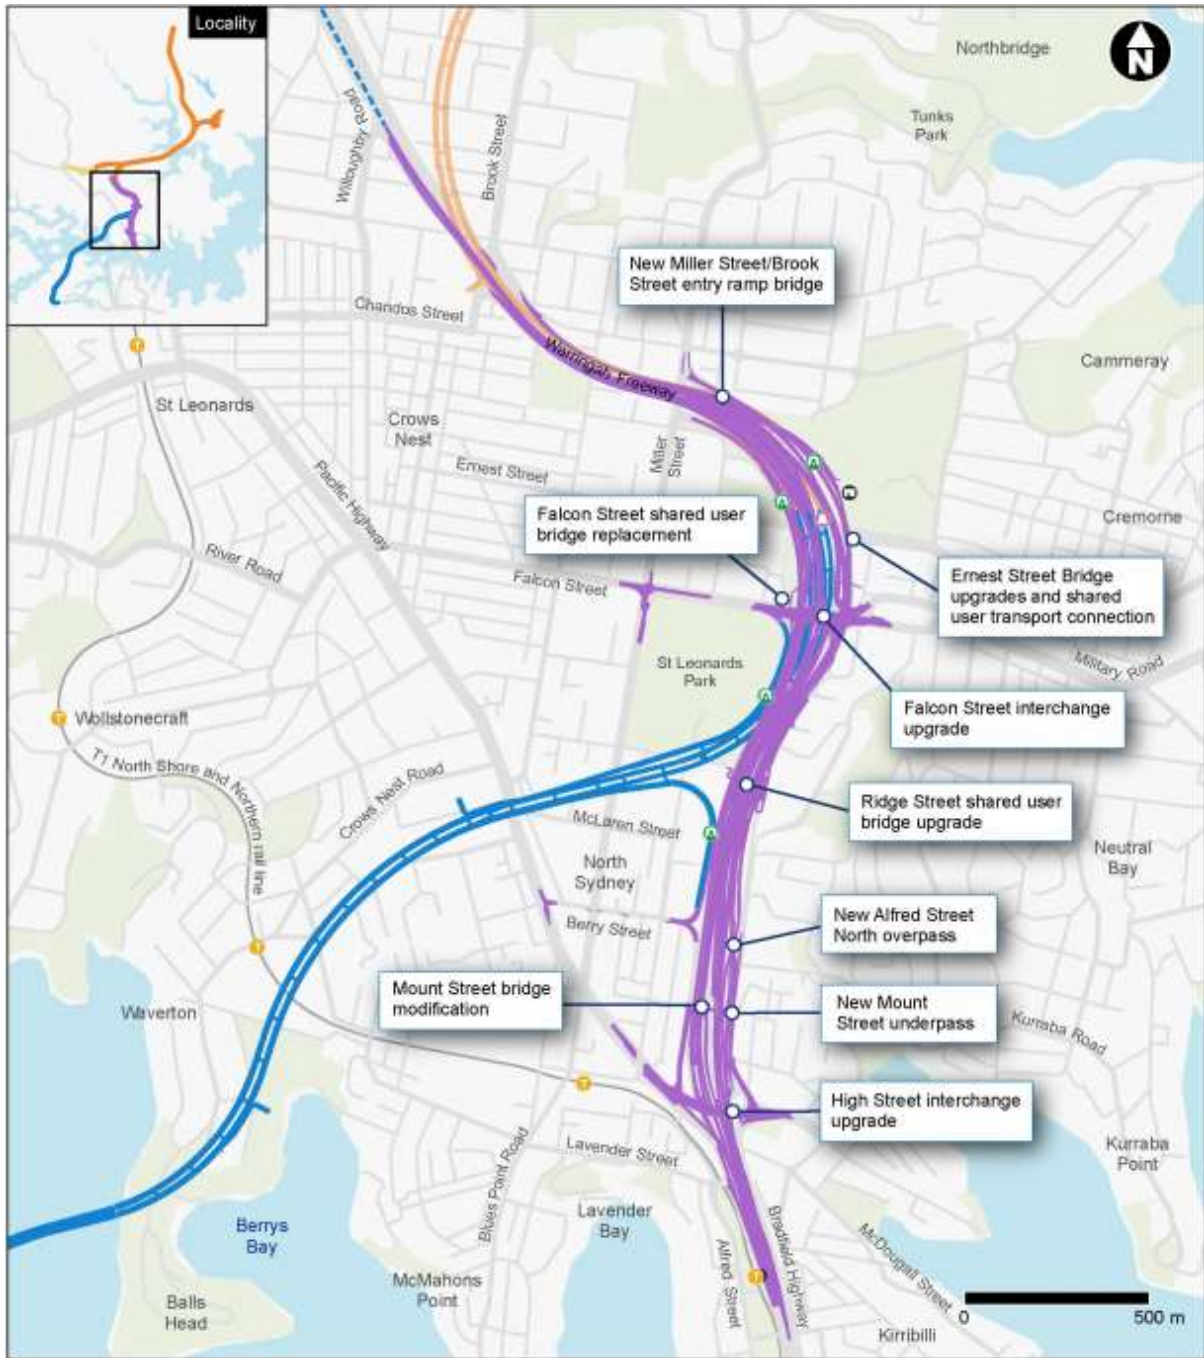 Locality
N
Northbridge
Tunks
Park
Willoughby Road
Brook Street
New Miller Street/Brook
Street entry ramp bridge
Chandos Street
Warringah Freeway
Cammeray
St Leonards
Crows
Nest
Miller
Street
Ernest Street
Pacific Highway
Falcon Street shared user
bridge replacement
Cremorne
River Road
Falcon Street
Ernest Street Bridge
upgrades and shared
user transport connection
St Leonards
Park
Military Road
Wollstonecraft
Falcon Street interchange
upgrade
T1 North Shore and Northern rail line
Crows Nest Road
Ridge Street shared user
bridge upgrade
McLaren Street
Neutral
Bay
North
Sydney
New Alfred Street
North overpass
Berry Street
Mount Street bridge
modification
Waverton
New Mount
Street underpass
Kurraba Road
High Street interchange
upgrade
Lavender Street
Kurraba
Point
Blues Point Road
Berrys
Bay
Lavender
Bay
Alfred Street
Bradfield Highway
McDougall Street
McMahons
Point
Balls
Head
0
500 m
Kirribilli